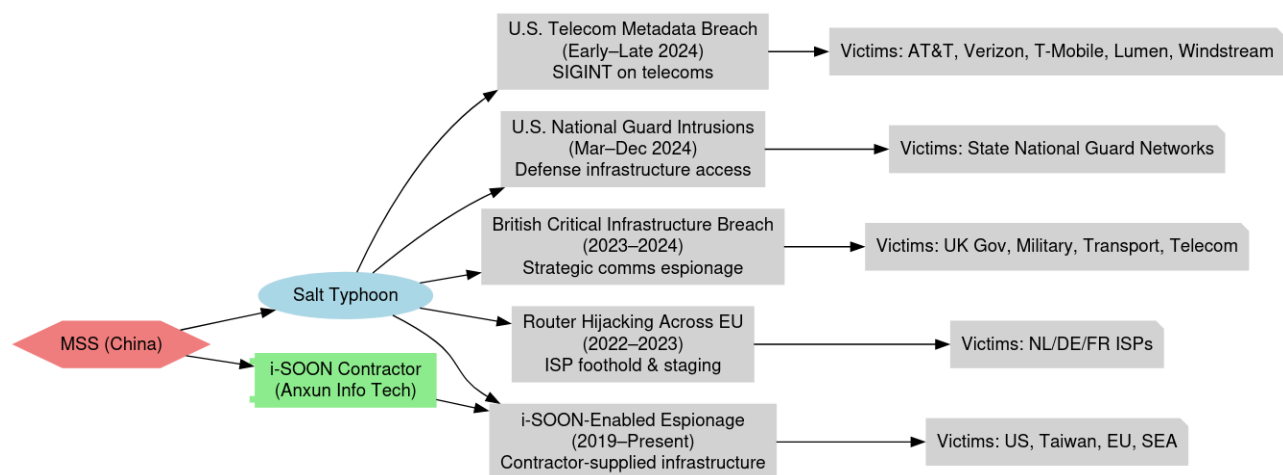 U.S. Telecom Metadata Breach
(Early–Late 2024)
SIGINT on telecoms
Victims: AT&T, Verizon, T-Mobile, Lumen, Windstream
U.S. National Guard Intrusions
(Mar–Dec 2024)
Defense infrastructure access
Victims: State National Guard Networks
British Critical Infrastructure Breach
(2023–2024)
Strategic comms espionage
Victims: UK Gov, Military, Transport, Telecom
Salt Typhoon
MSS (China)
Router Hijacking Across EU
(2022–2023)
ISP foothold & staging
Victims: NL/DE/FR ISPs
i-SOON Contractor
(Anxun Info Tech)
i-SOON-Enabled Espionage
(2019–Present)
Contractor-supplied infrastructure
Victims: US, Taiwan, EU, SEA